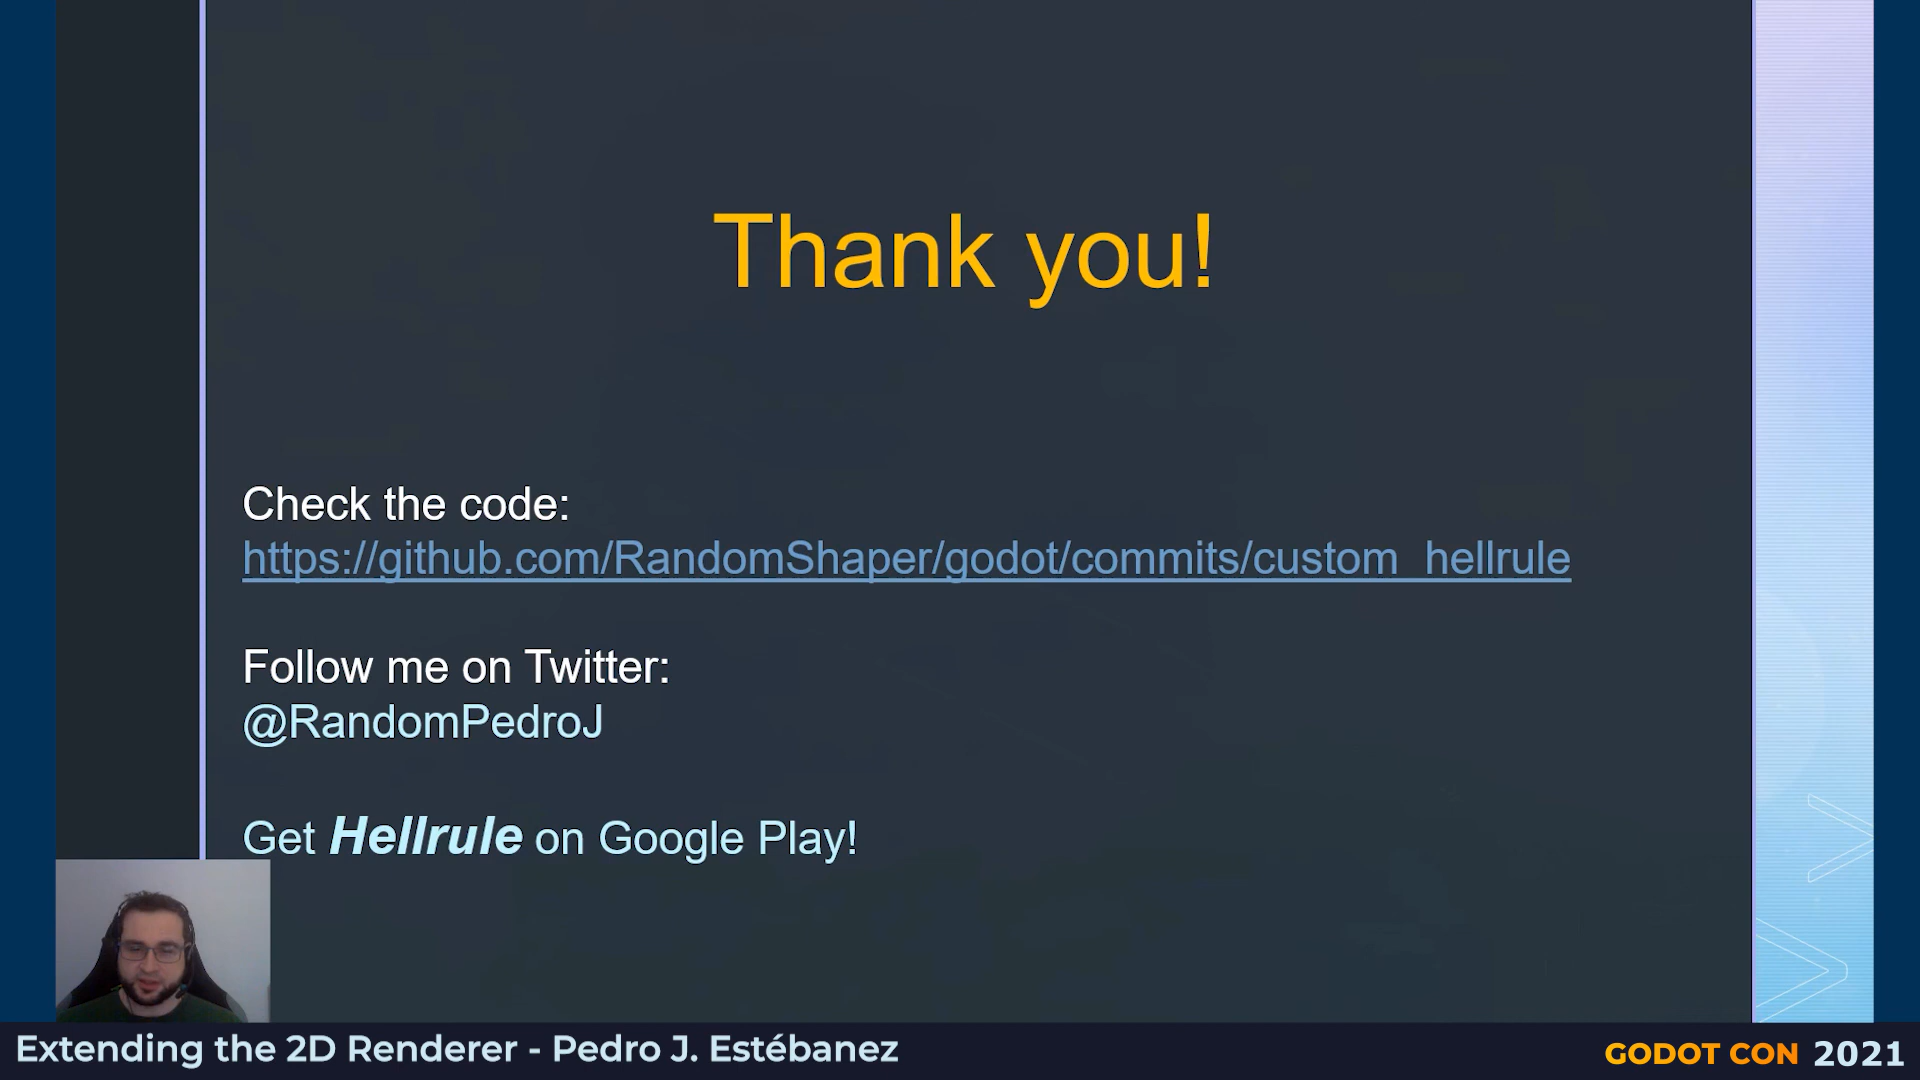 Thank you!
Check the code:
https://github.com/RandomShaper/godot/commits/custom_hellrule
Follow me on Twitter:
@RandomPedroJ
Get Hellrule on Google Play!
Extending the 2D Renderer - Pedro J. Estébanez
GODOT CON 2021